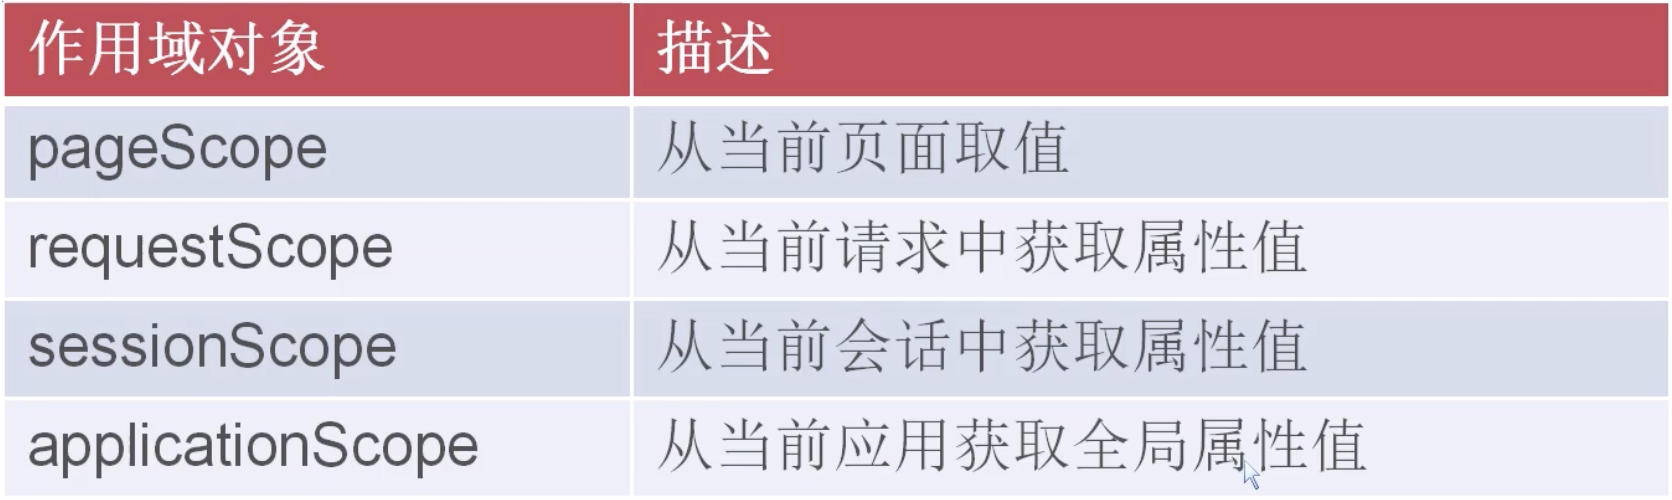 作用域对象 描述
pageScope 从当前页面取值
requestScope 从当前请求中获取属性值
sessionScope 从当前会话中获取属性值
applicationScope 从当前应用获取全局属性值